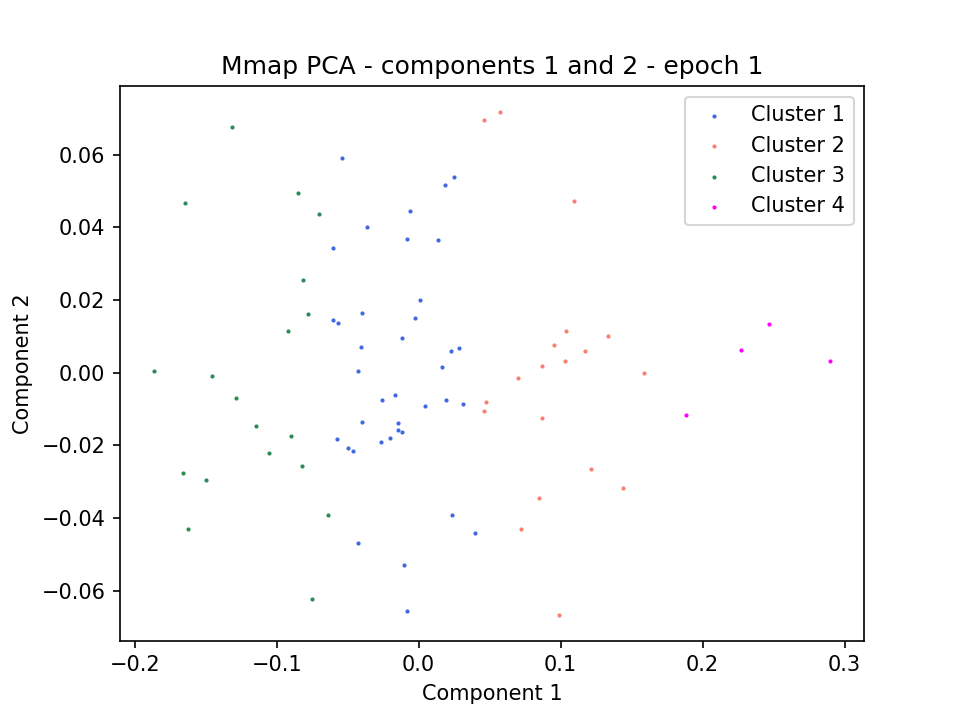 Mmap PCA - components 1 and 2 - epoch 1
Cluster 1
Cluster 2
Cluster 3
Cluster 4
0.06
0.04
0.02
0.00
−0.02
−0.04
−0.06
Component 2
−0.2
−0.1
0.0
0.1
0.2
0.3
Component 1